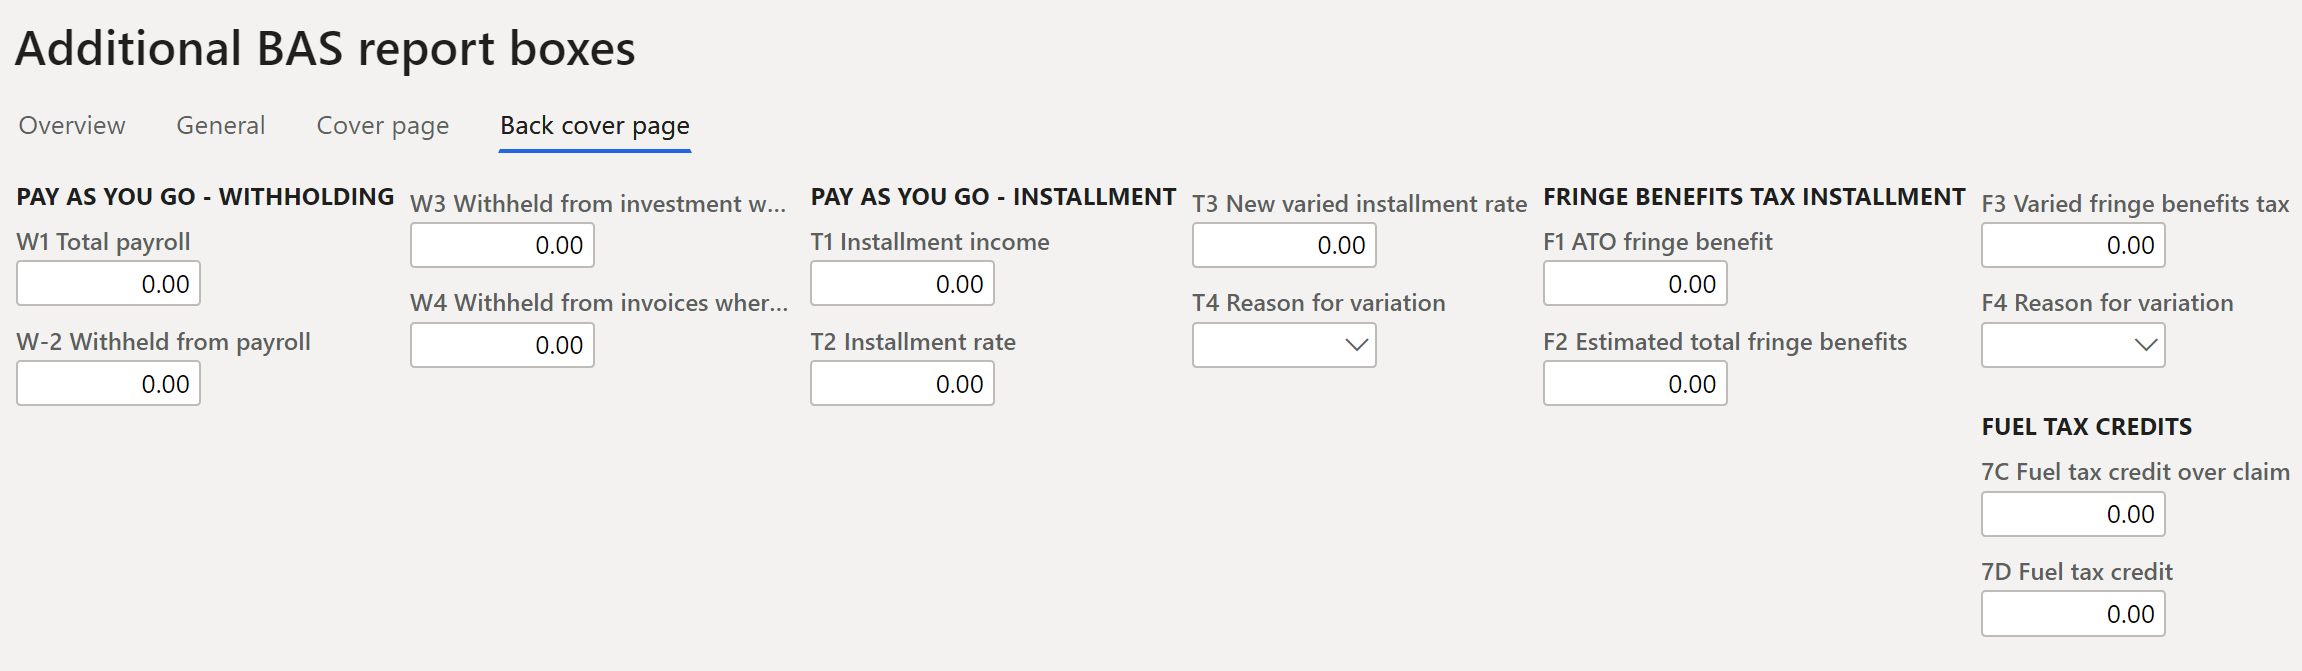 Additional BAS report boxes
Overview
General
Cover page
Back cover page
PAY AS YOU GO - WITHHOLDING
W1 Total payroll
0.00
W-2 Withheld from payroll
0.00
W3 Withheld from investment w...
0.00
W4 Withheld from invoices wher...
0.00
PAY AS YOU GO - INSTALLMENT
T1 Installment income
0.00
T2 Installment rate
0.00
T3 New varied installment rate
0.00
T4 Reason for variation
FRINGE BENEFITS TAX INSTALLMENT
F1 ATO fringe benefit
0.00
F2 Estimated total fringe benefits
0.00
F3 Varied fringe benefits tax
0.00
F4 Reason for variation
FUEL TAX CREDITS
7C Fuel tax credit over claim
0.00
7D Fuel tax credit
0.00